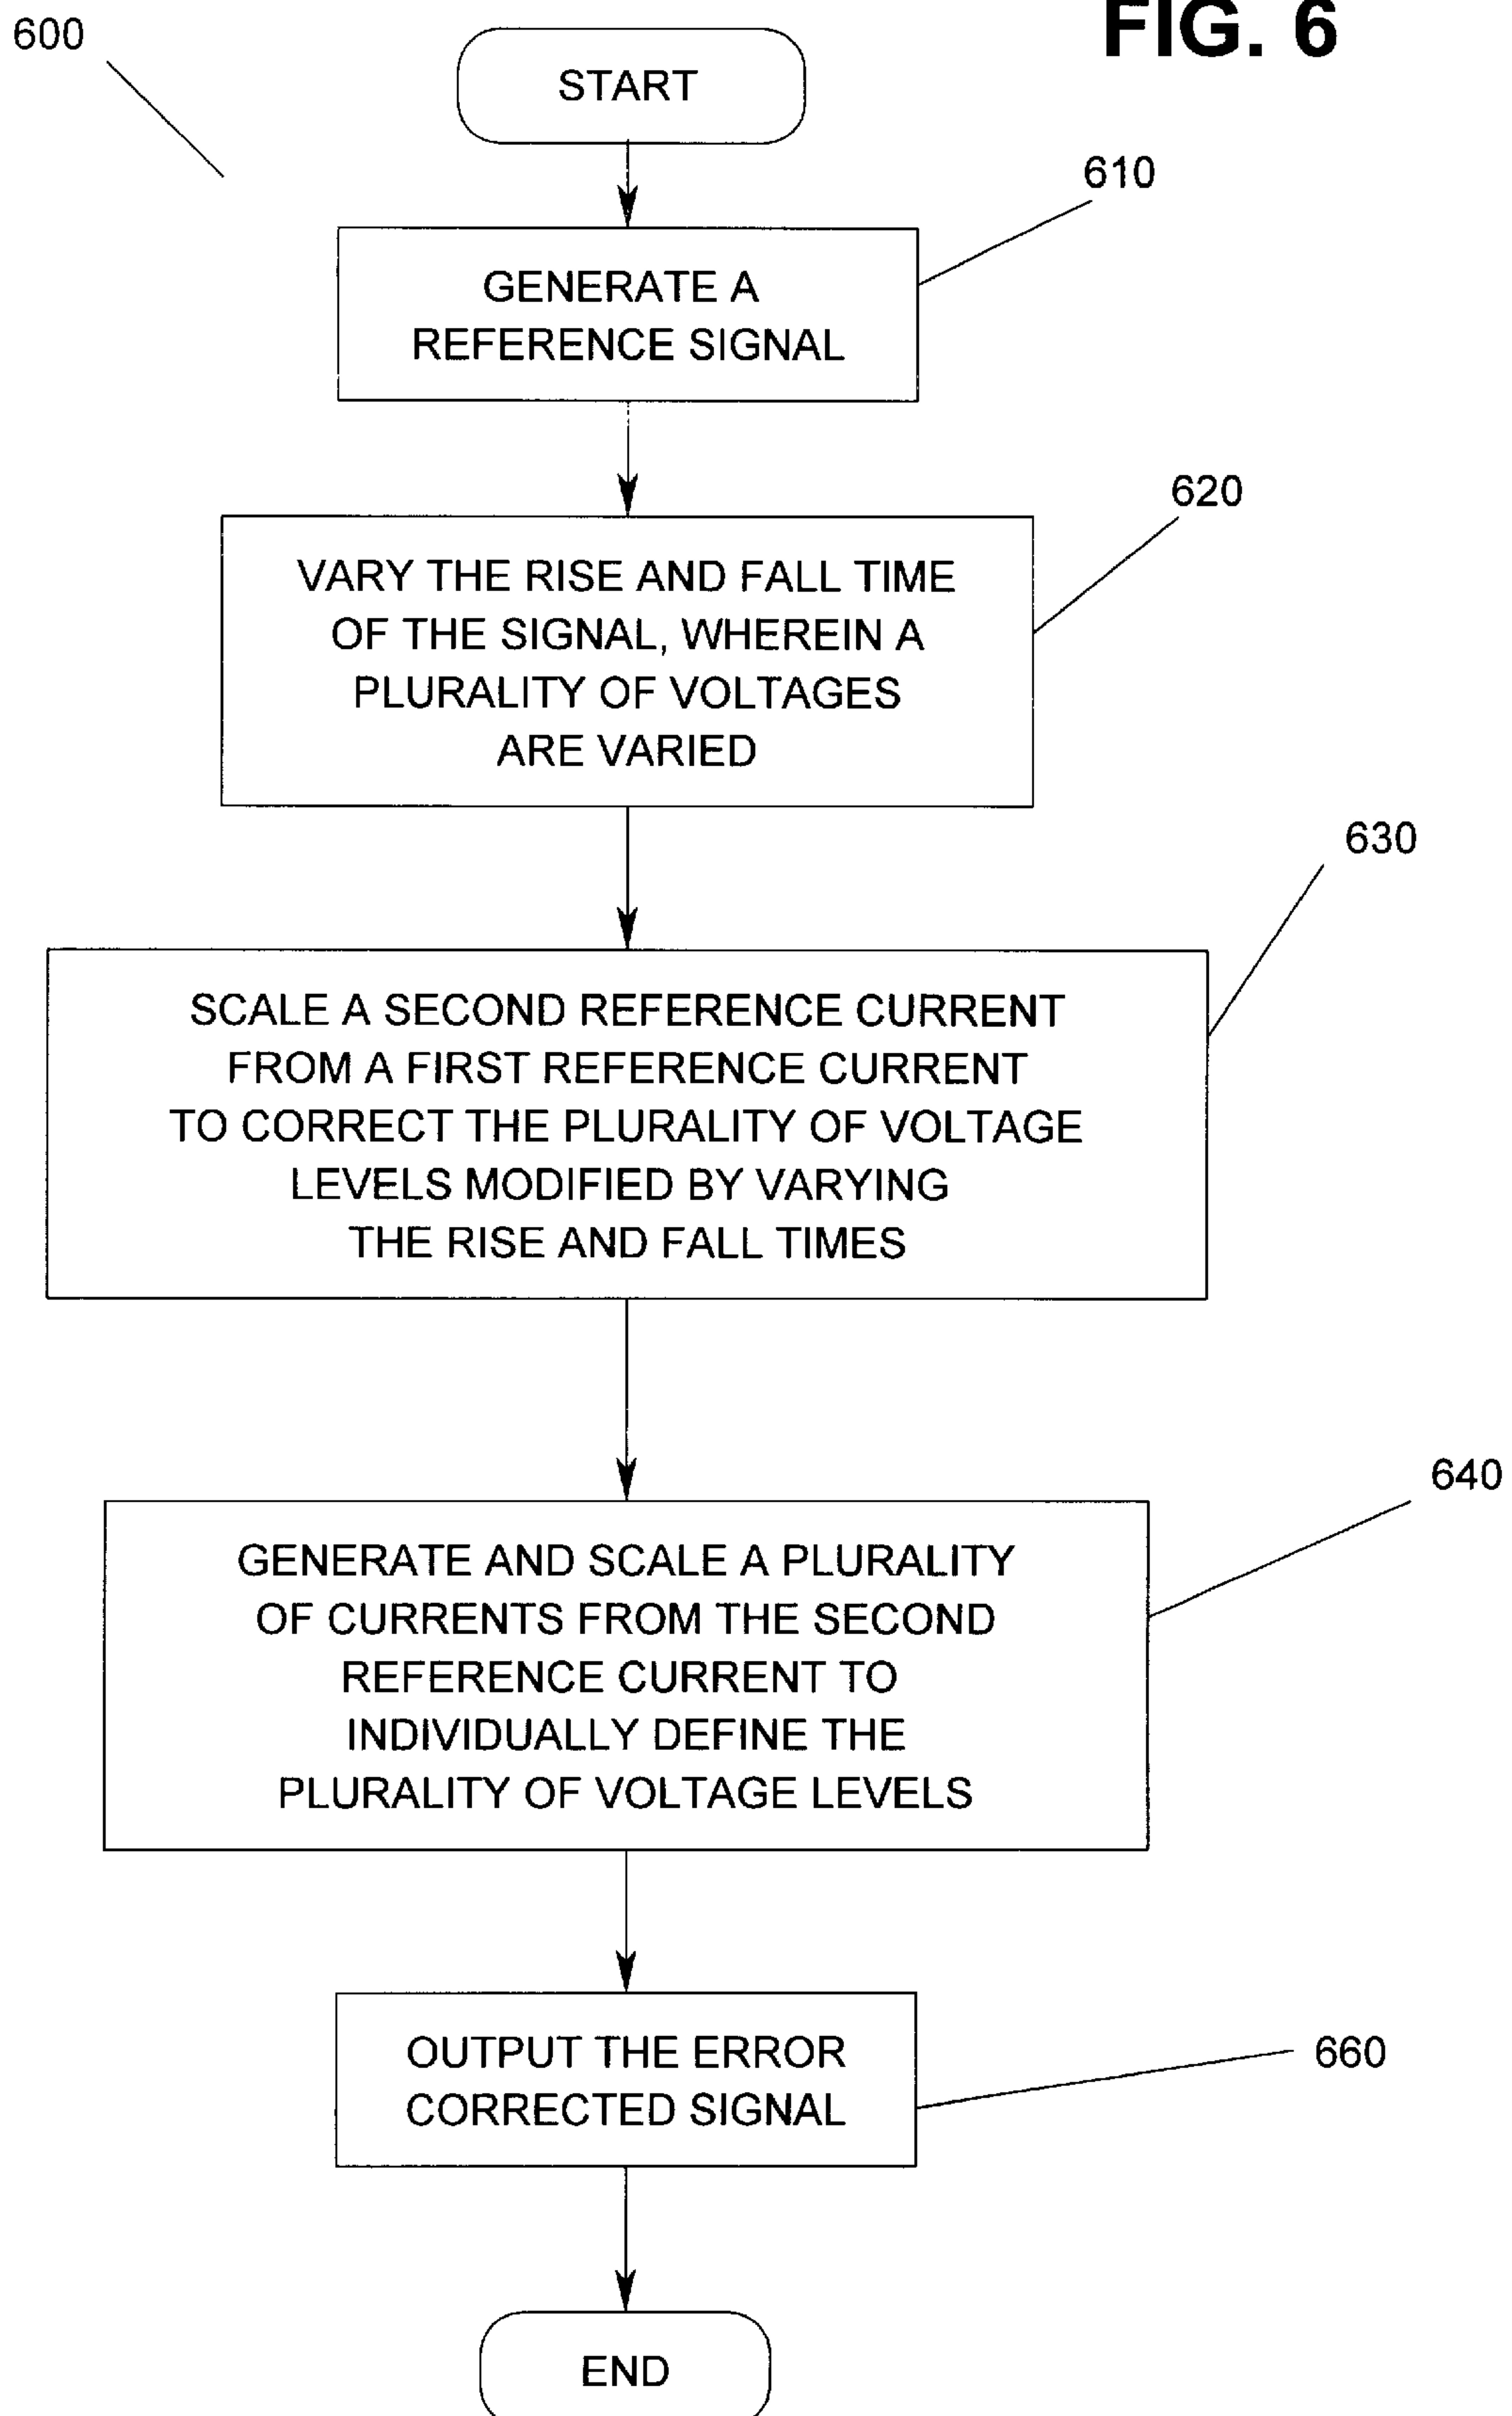 600
FIG. 6
START
610
GENERATE A
REFERENCE SIGNAL
620
VARY THE RISE AND FALL TIME
OF THE SIGNAL, WHEREIN A
PLURALITY OF VOLTAGES
ARE VARIED
630
SCALE A SECOND REFERENCE CURRENT
FROM A FIRST REFERENCE CURRENT
TO CORRECT THE PLURALITY OF VOLTAGE
LEVELS MODIFIED BY VARYING
THE RISE AND FALL TIMES
640
GENERATE AND SCALE A PLURALITY
OF CURRENTS FROM THE SECOND
REFERENCE CURRENT TO
INDIVIDUALLY DEFINE THE
PLURALITY OF VOLTAGE LEVELS
660
OUTPUT THE ERROR
CORRECTED SIGNAL
END